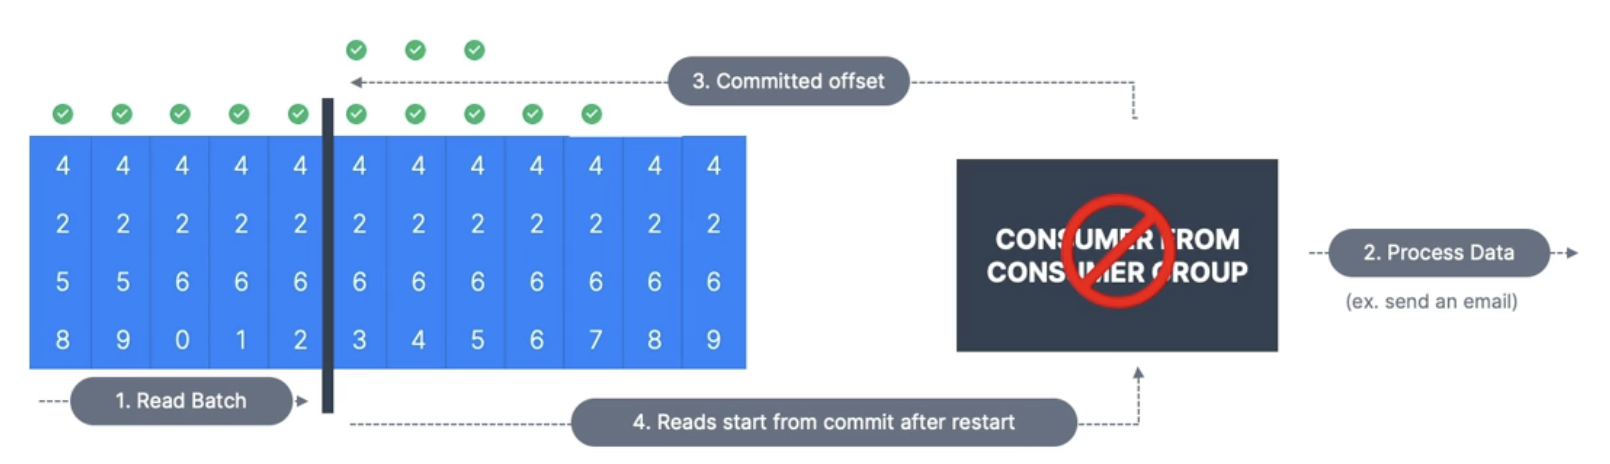 3. Committed offset
4 4 4 4 4 4 4 4 4 4 4 4
2 2 2 2 2 2 2 2 2 2 2 2
5 5 6 6 6 6 6 6 6 6 6 6
8 9 0 1 2 3 4 5 6 7 8 9
1. Read Batch
4. Reads start from commit after restart
CONSUMER FROM
CONSUMER GROUP
2. Process Data
(ex. send an email)